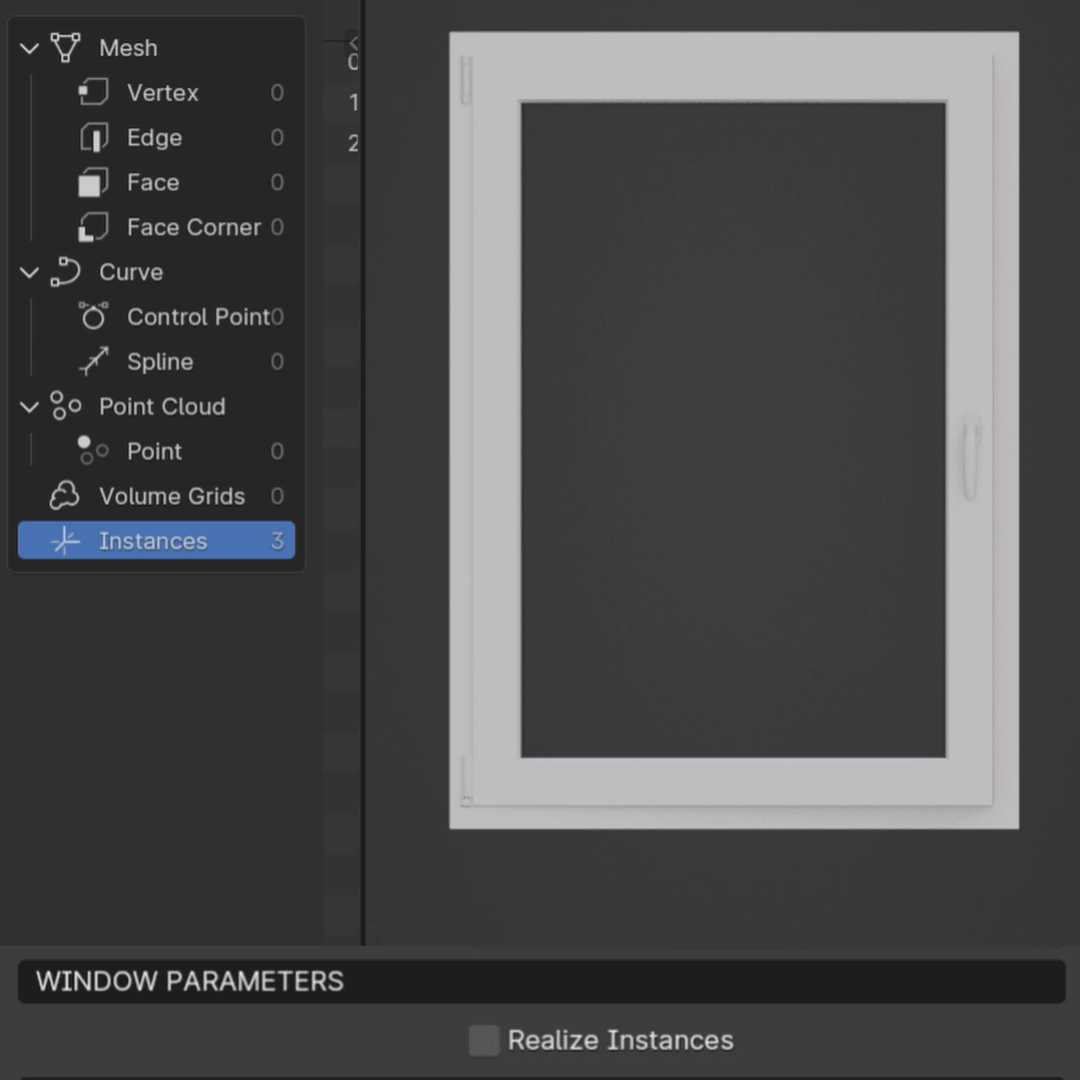 Mesh
Vertex 0
Edge 0
Face 0
Face Corner 0
Curve
Control Point 0
Spline 0
Point Cloud
Point 0
Volume Grids 0
Instances 3
0
1
2
WINDOW PARAMETERS
Realize Instances